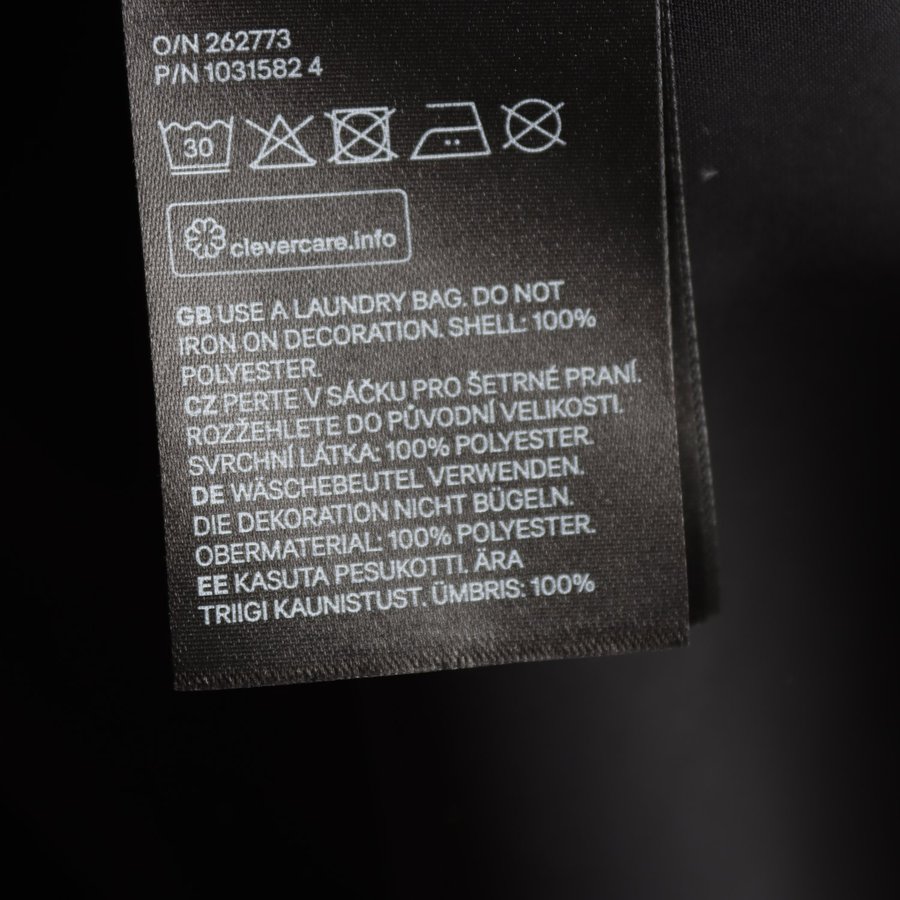 O/N 262773
P/N 1031582 4
30
clevercare.info
GB USE A LAUNDRY BAG. DO NOT
IRON ON DECORATION. SHELL: 100%
POLYESTER.
CZ PERTE V SÁČKU PRO ŠETRNÉ PRANÍ.
ROZŽEHLETE DO PŮVODNÍ VELIKOSTI.
SVRCHNÍ LÁTKA: 100% POLYESTER.
DE WÄSCHEBEUTEL VERWENDEN.
DIE DEKORATION NICHT BÜGELN.
OBERMATERIAL: 100% POLYESTER.
EE KASUTA PESUKOTTI. ÄRA
TRIIGI KAUNISTUST. ÜMBRIS: 100%